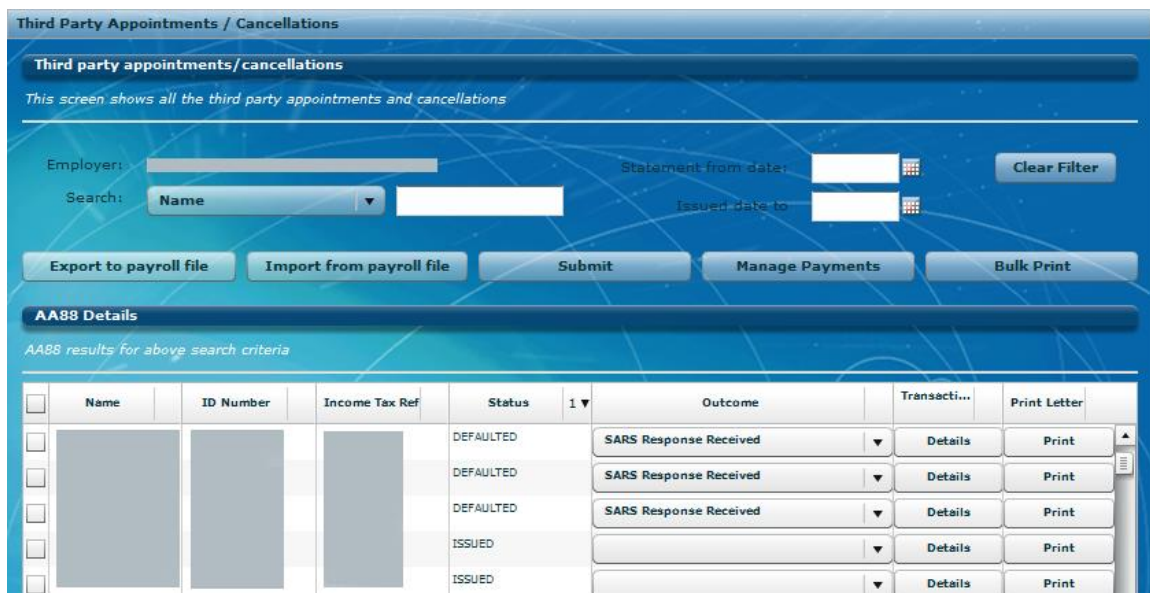 Third Party Appointments / Cancellations
Third party appointments/cancellations
This screen shows all the third party appointments and cancellations
Employer: Statement from date: Clear Filter
Search: Name Issued date to
Export to payroll file Import from payroll file Submit Manage Payments Bulk Print
AA88 Details
AA88 results for above search criteria
Name ID Number Income Tax Ref Status 1 Outcome Transacti... Print Letter
DEFAULTED SARS Response Received Details Print
DEFAULTED SARS Response Received Details Print
DEFAULTED SARS Response Received Details Print
ISSUED Details Print
ISSUED Details Print